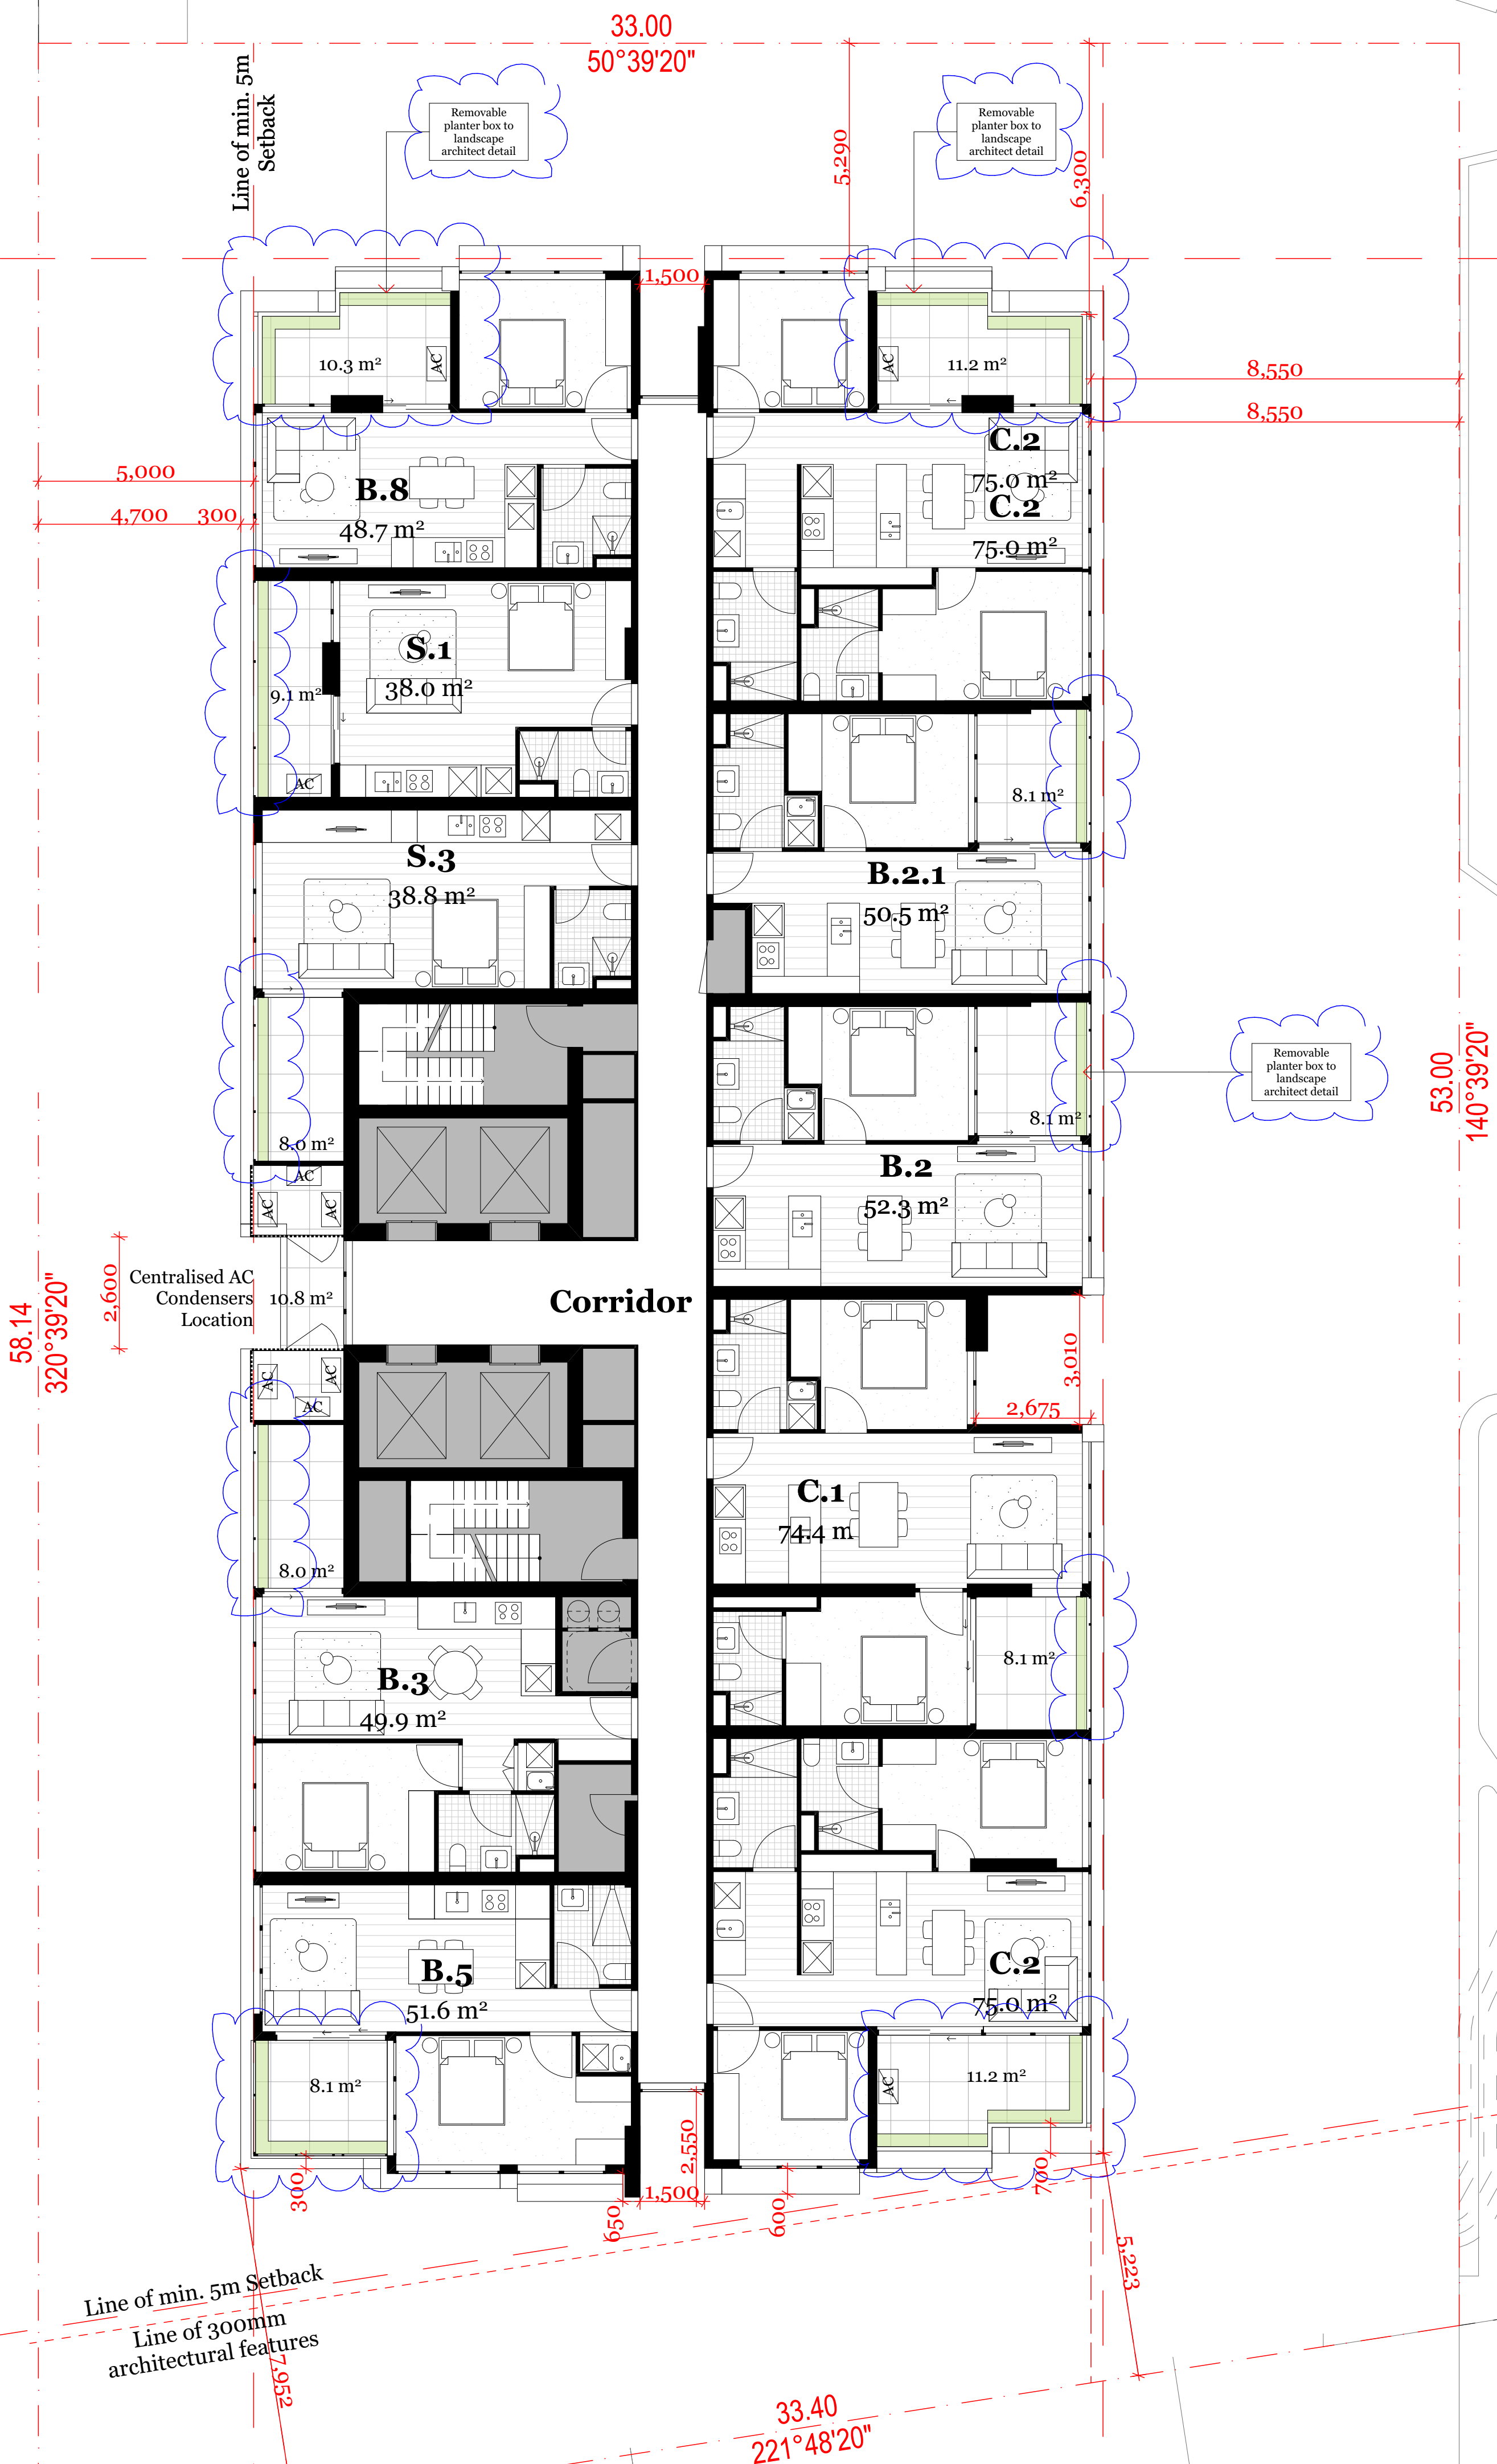 33.00
50°39'20"
Line of min. 5m
Setback
Removable
planter box to
landscape
architect detail
Removable
planter box to
landscape
architect detail
5,290
6,300
1,500
10.3 m²
AC
AC
11.2 m²
8,550
8,550
5,000
4,700
300
B.8
48.7 m²
C.2
75.0 m²
C.2
75.0 m²
S.1
38.0 m²
9.1 m²
AC
8.1 m²
S.3
38.8 m²
B.2.1
50.5 m²
8.0 m²
AC
AC
AC
8.1 m²
Removable
planter box to
landscape
architect detail
53.00
140°39'20"
B.2
52.3 m²
58.14
320°39'20"
2,600
Centralised AC
Condensers
Location
10.8 m²
Corridor
3,010
2,675
AC
AC
AC
C.1
74.4 m
8.0 m²
8.1 m²
B.3
49.9 m²
B.5
51.6 m²
C.2
75.0 m²
8.1 m²
AC
11.2 m²
300
650
2,550
1,500
600
700
5,223
Line of min. 5m Setback
Line of 300mm
architectural features
7,952
33.40
221°48'20"